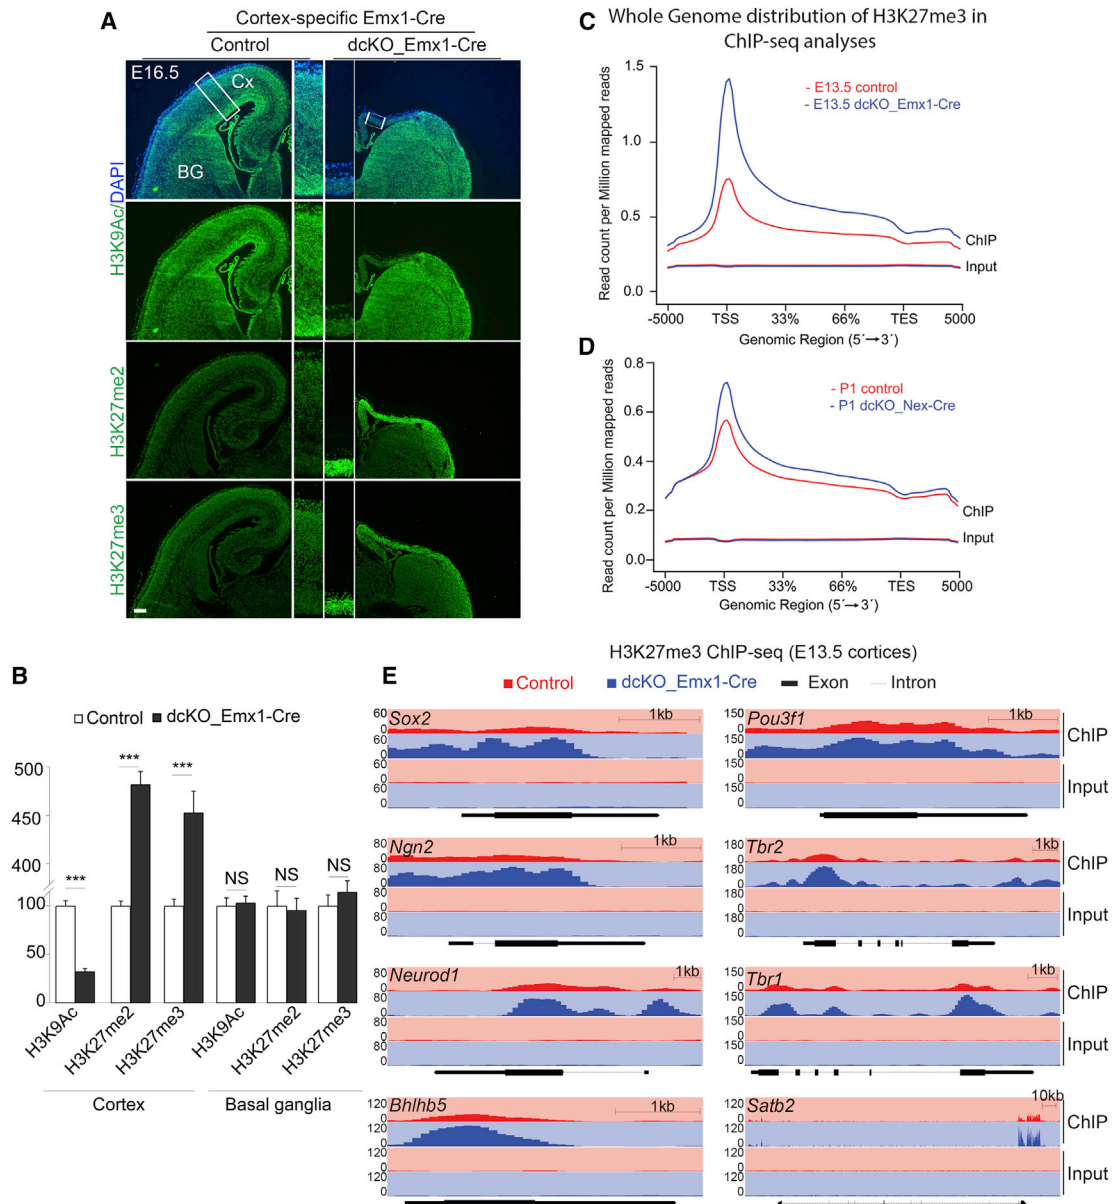 A
Cortex-specific Emx1-Cre
Control
dcKO_Emx1-Cre
E16.5
Cx
BG
H3K9Ac/DAPI
H3K27me2
H3K27me3
B
Control
dcKO_Emx1-Cre
500
450
400
100
50
0
***
***
***
NS
NS
NS
H3K9Ac
H3K27me2
H3K27me3
H3K9Ac
H3K27me2
H3K27me3
Cortex
Basal ganglia
C
Whole Genome distribution of H3K27me3 in
ChIP-seq analyses
Read count per Million mapped reads
1.5
1.0
0.5
0.0
- E13.5 control
- E13.5 dcKO_Emx1-Cre
ChIP
Input
-5000
TSS
33%
66%
TES
5000
Genomic Region (5´→3´)
D
Read count per Million mapped reads
0.8
0.6
0.4
0.2
0.0
- P1 control
- P1 dcKO_Nex-Cre
ChIP
Input
-5000
TSS
33%
66%
TES
5000
Genomic Region (5´→3´)
E
H3K27me3 ChIP-seq (E13.5 cortices)
Control
dcKO_Emx1-Cre
Exon
Intron
60
0
60
0
60
0
60
0
Sox2
1kb
150
0
150
0
150
0
150
0
Pou3f1
1kb
ChIP
Input
80
0
80
0
80
0
80
0
Ngn2
1kb
180
0
180
0
180
0
180
0
Tbr2
1kb
ChIP
Input
80
0
80
0
80
0
80
0
Neurod1
1kb
150
0
150
0
150
0
150
0
Tbr1
1kb
ChIP
Input
120
0
120
0
120
0
120
0
Bhlhb5
1kb
120
0
120
0
120
0
120
0
Satb2
10kb
ChIP
Input